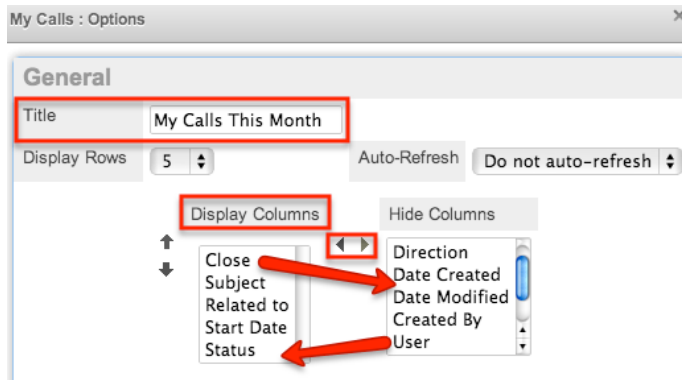 My Calls : Options
General
Title My Calls This Month
Display Rows 5 Auto-Refresh Do not auto-refresh
Display Columns Hide Columns
Close
Subject
Related to
Start Date
Status
Direction
Date Created
Date Modified
Created By
User